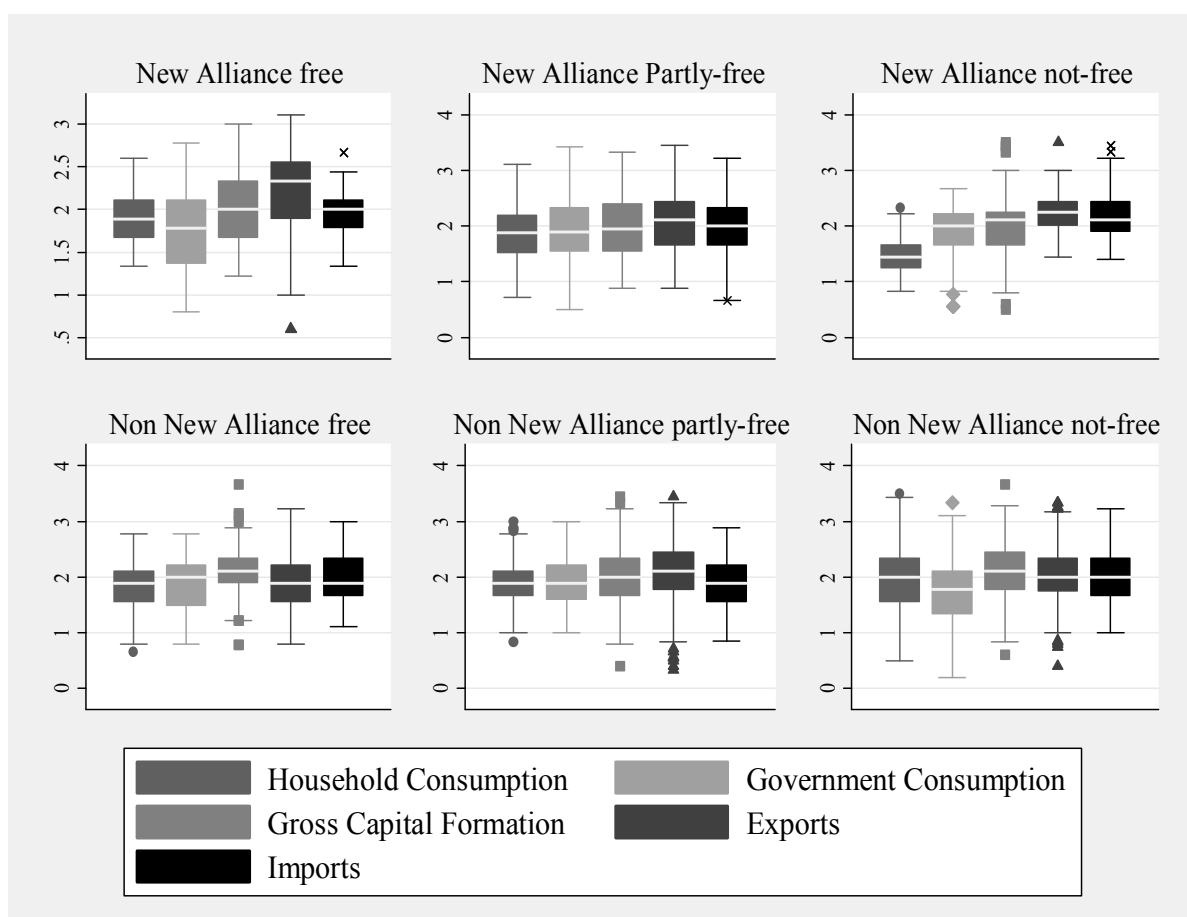 New Alliance free
New Alliance Partly-free
New Alliance not-free
3
2.5
2
1.5
1
.5
4
3
2
1
0
4
3
2
1
0
Non New Alliance free
Non New Alliance partly-free
Non New Alliance not-free
4
3
2
1
0
4
3
2
1
0
4
3
2
1
0
Household Consumption
Government Consumption
Gross Capital Formation
Exports
Imports